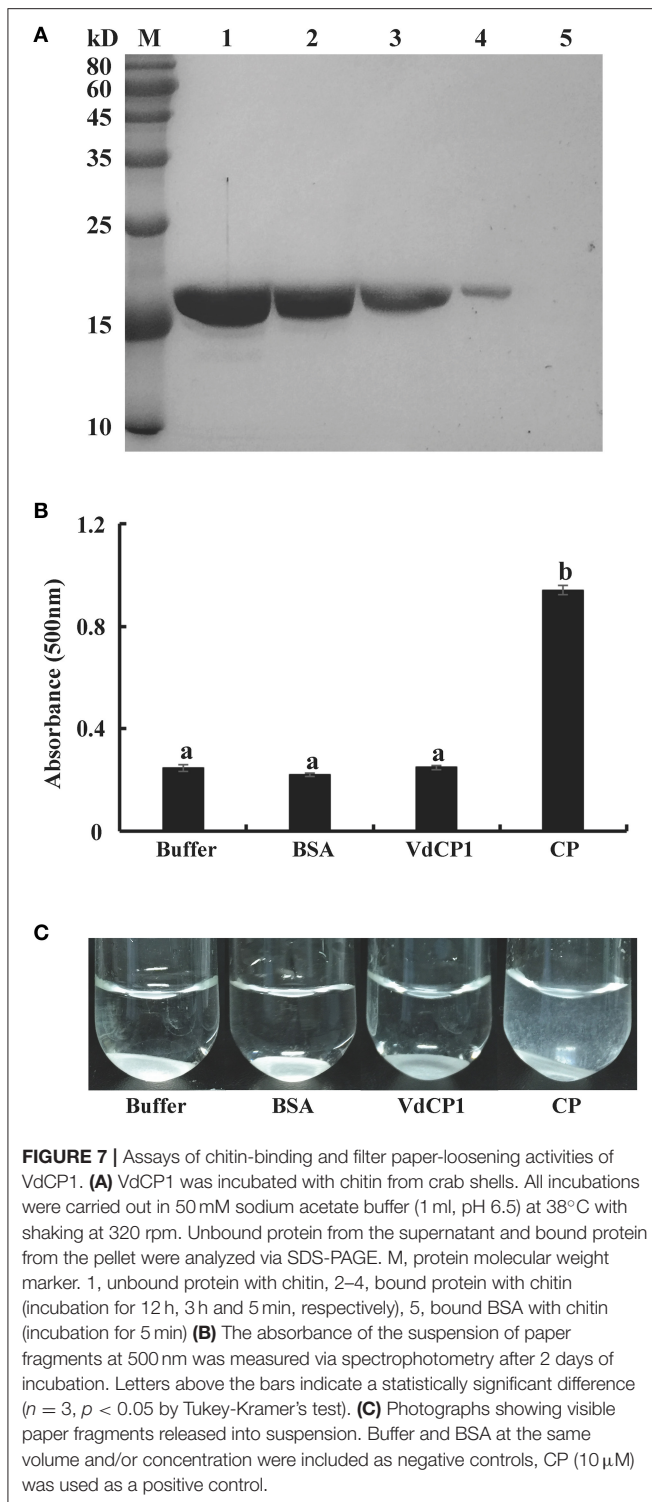 A
kD M 1 2 3 4 5
80
60
45
35
25
15
10
B
Absorbance (500nm)
1.2
0.8
0.4
0
a a a b
Buffer BSA VdCP1 CP
C
Buffer BSA VdCP1 CP
FIGURE 7 | Assays of chitin-binding and filter paper-loosening activities of
VdCP1. (A) VdCP1 was incubated with chitin from crab shells. All incubations
were carried out in 50 mM sodium acetate buffer (1 ml, pH 6.5) at 38°C with
shaking at 320 rpm. Unbound protein from the supernatant and bound protein
from the pellet were analyzed via SDS-PAGE. M, protein molecular weight
marker. 1, unbound protein with chitin, 2–4, bound protein with chitin
(incubation for 12 h, 3 h and 5 min, respectively), 5, bound BSA with chitin
(incubation for 5 min) (B) The absorbance of the suspension of paper
fragments at 500 nm was measured via spectrophotometry after 2 days of
incubation. Letters above the bars indicate a statistically significant difference
(n = 3, p < 0.05 by Tukey-Kramer's test). (C) Photographs showing visible
paper fragments released into suspension. Buffer and BSA at the same
volume and/or concentration were included as negative controls, CP (10 μM)
was used as a positive control.